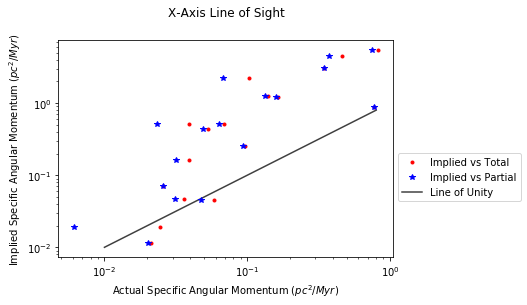 X-Axis Line of Sight
Implied Specific Angular Momentum (pc²/Myr)
10⁰
10⁻¹
10⁻²
10⁻² 10⁻¹ 10⁰
Actual Specific Angular Momentum (pc²/Myr)
Implied vs Total
Implied vs Partial
Line of Unity